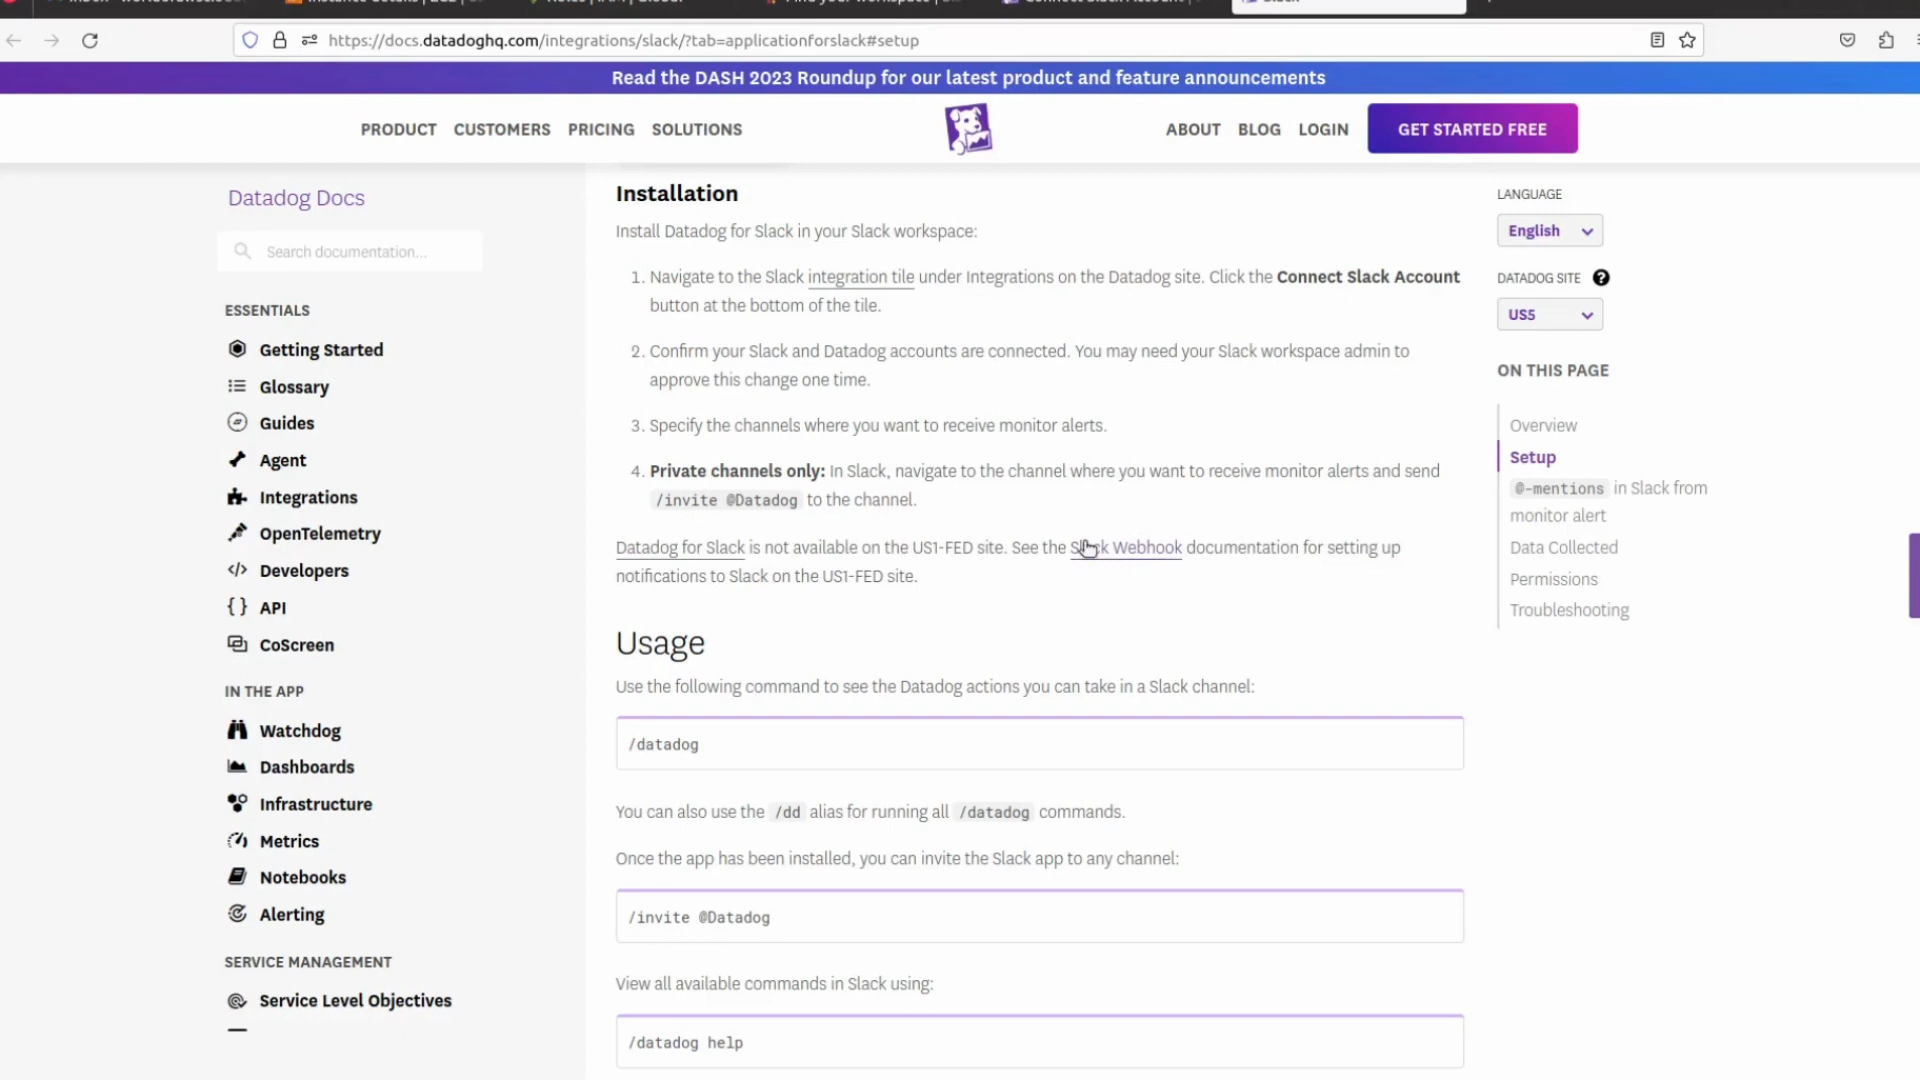 https://docs.datadoghq.com/integrations/slack/?tab=applicationforslack#setup
Read the DASH 2023 Roundup for our latest product and feature announcements
PRODUCT CUSTOMERS PRICING SOLUTIONS
ABOUT BLOG LOGIN GET STARTED FREE
Datadog Docs
Search documentation...
ESSENTIALS
Getting Started
Glossary
Guides
Agent
Integrations
OpenTelemetry
Developers
API
CoScreen
IN THE APP
Watchdog
Dashboards
Infrastructure
Metrics
Notebooks
Alerting
SERVICE MANAGEMENT
Service Level Objectives
Installation
Install Datadog for Slack in your Slack workspace:
1. Navigate to the Slack integration tile under Integrations on the Datadog site. Click the Connect Slack Account
button at the bottom of the tile.
2. Confirm your Slack and Datadog accounts are connected. You may need your Slack workspace admin to
approve this change one time.
3. Specify the channels where you want to receive monitor alerts.
4. Private channels only: In Slack, navigate to the channel where you want to receive monitor alerts and send
/invite @Datadog to the channel.
Datadog for Slack is not available on the US1-FED site. See the Slack Webhook documentation for setting up
notifications to Slack on the US1-FED site.
Usage
Use the following command to see the Datadog actions you can take in a Slack channel:
/datadog
You can also use the /dd alias for running all /datadog commands.
Once the app has been installed, you can invite the Slack app to any channel:
/invite @Datadog
View all available commands in Slack using:
/datadog help
LANGUAGE
English
DATADOG SITE ?
US5
ON THIS PAGE
Overview
Setup
@-mentions in Slack from
monitor alert
Data Collected
Permissions
Troubleshooting